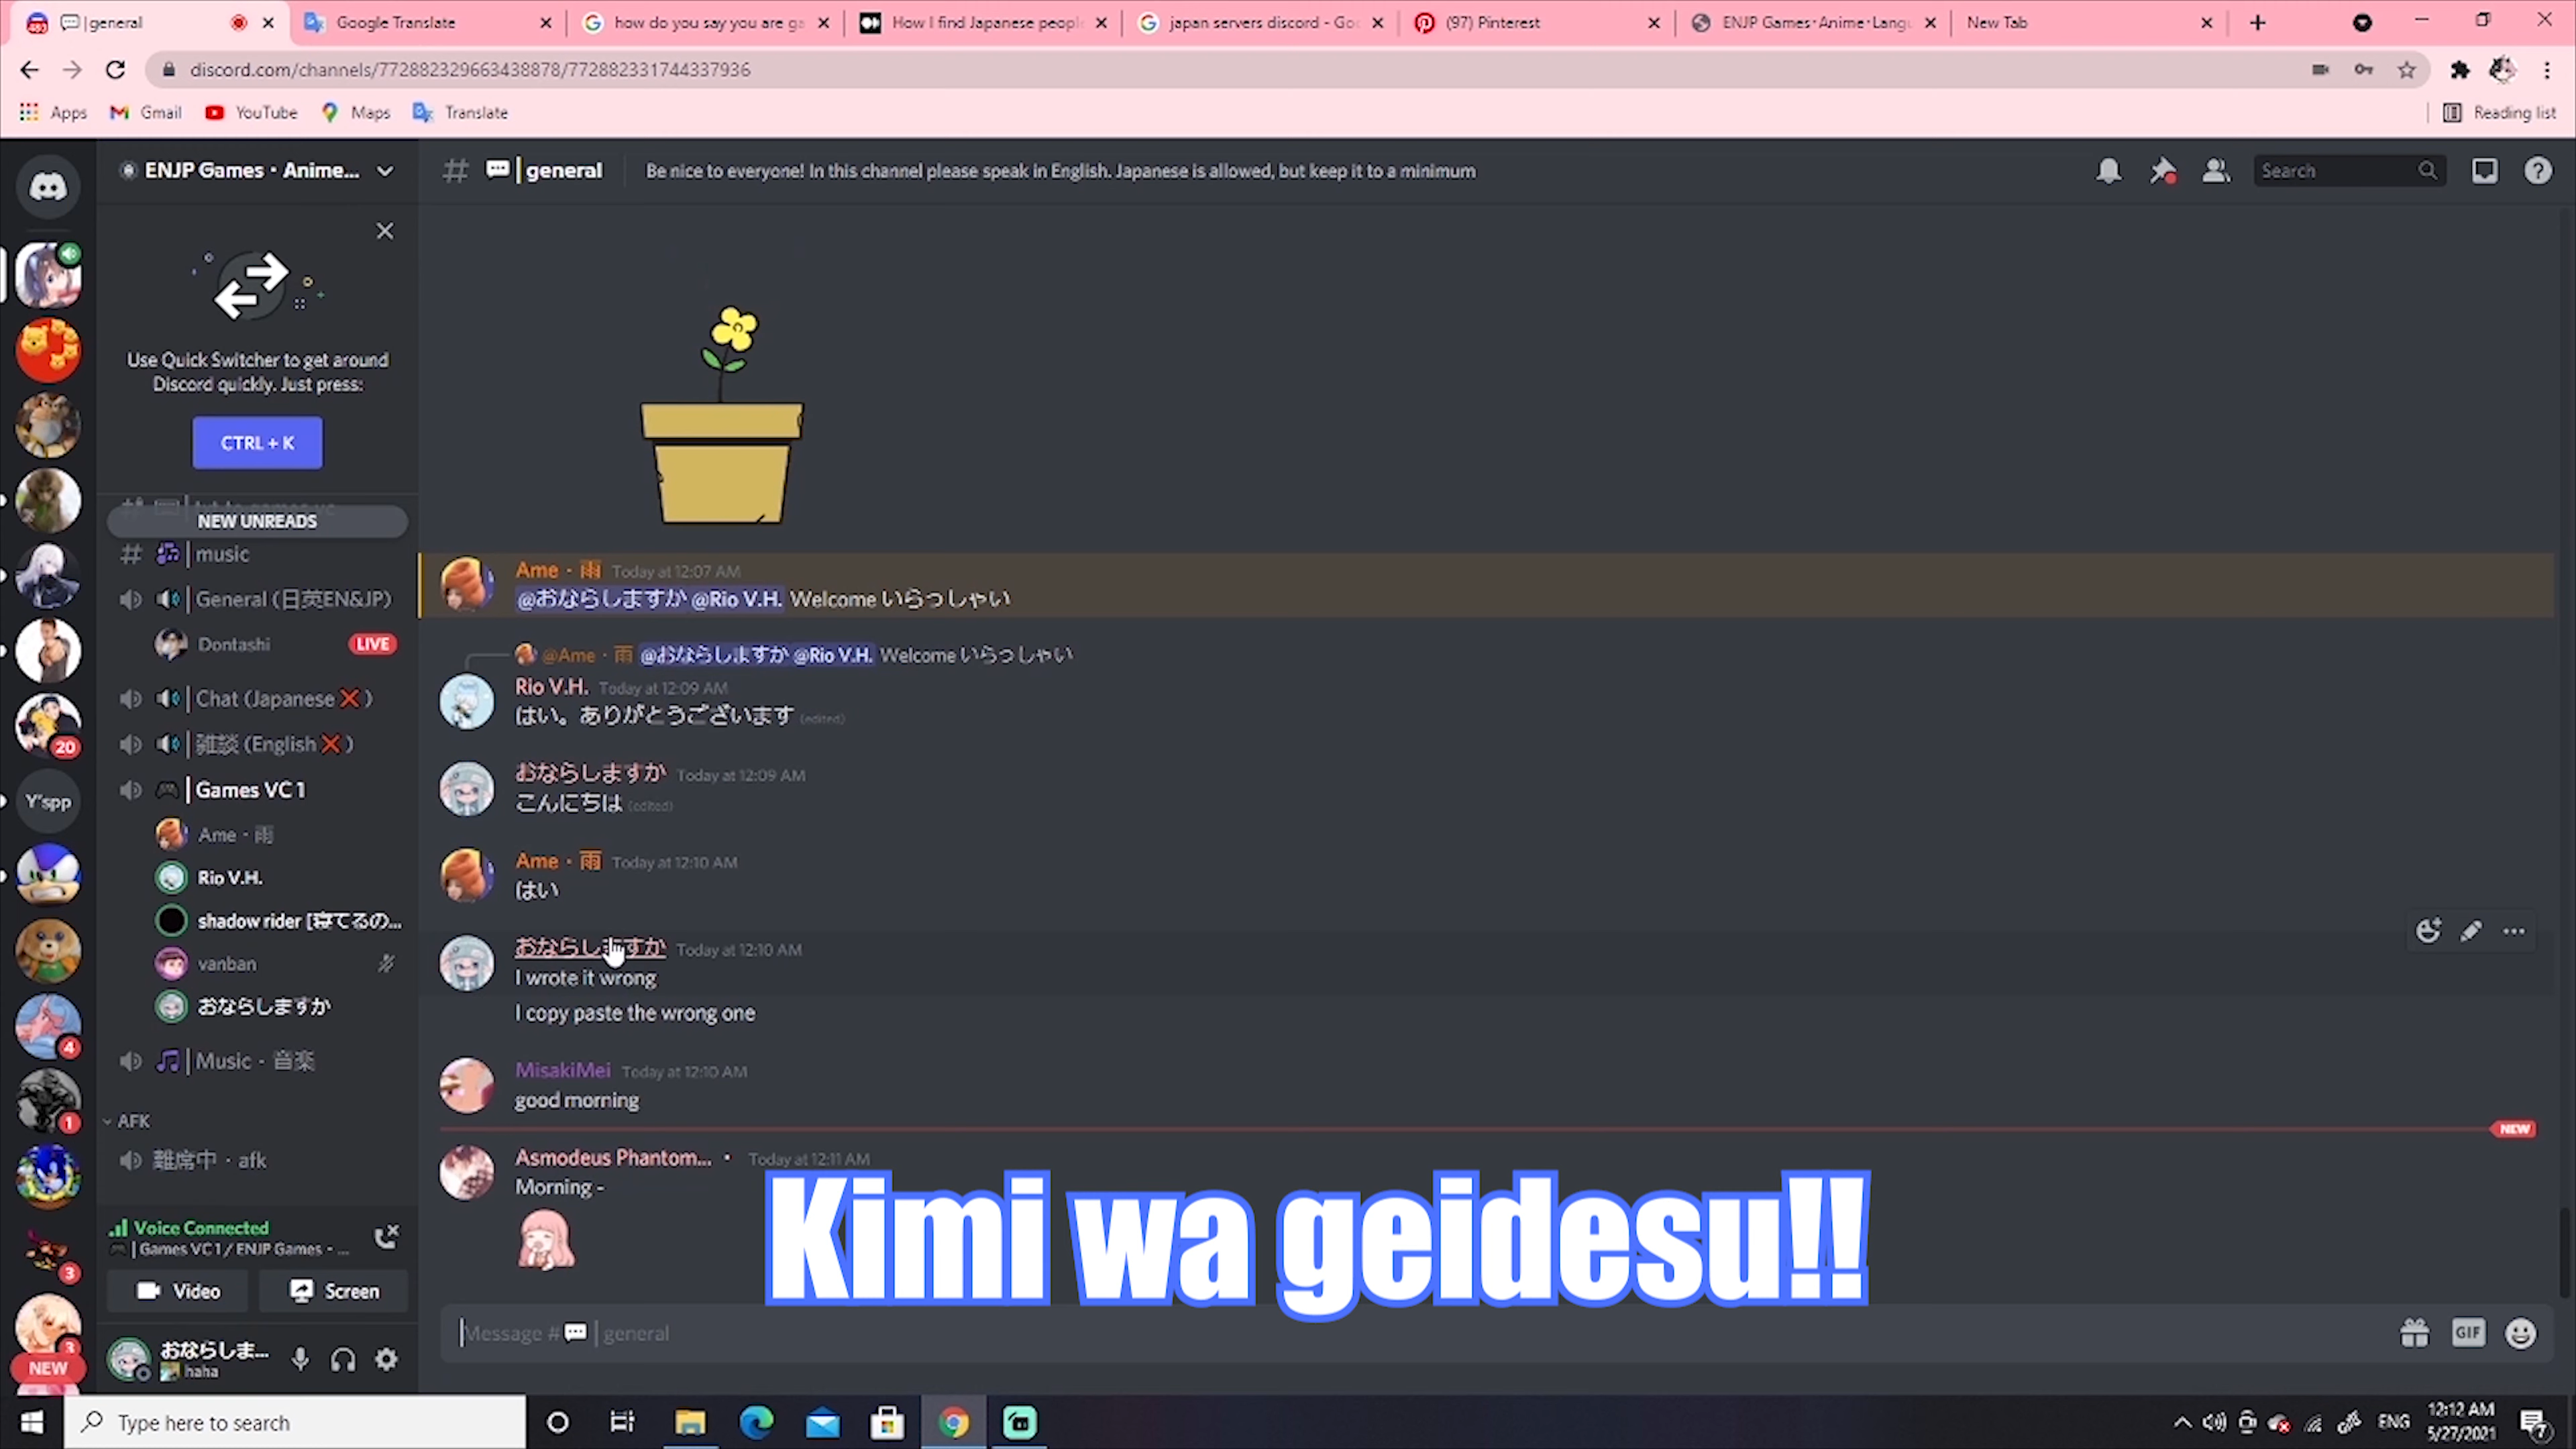 general
Google Translate
how do you say you are ga
How I find Japanese people
japan servers discord - Goo
(97) Pinterest
ENJP Games・Anime・Langu
New Tab
discord.com/channels/772882329663438878/772882331744337936
Apps
Gmail
YouTube
Maps
Translate
Reading list
ENJP Games・Anime...
general
Be nice to everyone! In this channel please speak in English. Japanese is allowed, but keep it to a minimum
Search
Use Quick Switcher to get around
Discord quickly. Just press:
CTRL + K
NEW UNREADS
music
General (日英EN&JP)
Dontashi
LIVE
Chat (Japanese❌)
雑談 (English❌)
Games VC 1
Ame・雨
Rio V.H.
shadow rider [寝てるの...
vanban
おならしますか
Music・音楽
AFK
離席中・afk
Voice Connected
Games VC 1 / ENJP Games・...
Video
Screen
おならしま...
haha
20
Y'spp
4
1
3
3
NEW
Ame・雨 Today at 12:07 AM
@おならしますか @Rio V.H. Welcome いらっしゃい
@Ame・雨 @おならしますか @Rio V.H. Welcome いらっしゃい
Rio V.H. Today at 12:09 AM
はい。ありがとうございます (edited)
おならしますか Today at 12:09 AM
こんにちは (edited)
Ame・雨 Today at 12:10 AM
はい
おならしますか Today at 12:10 AM
I wrote it wrong
I copy paste the wrong one
MisakiMei Today at 12:10 AM
good morning
NEW
Asmodeus Phantom... • Today at 12:11 AM
Morning -
Kimi wa geidesu!!
Message #💬 | general
GIF
Type here to search
ENG
12:12 AM
5/27/2021
7